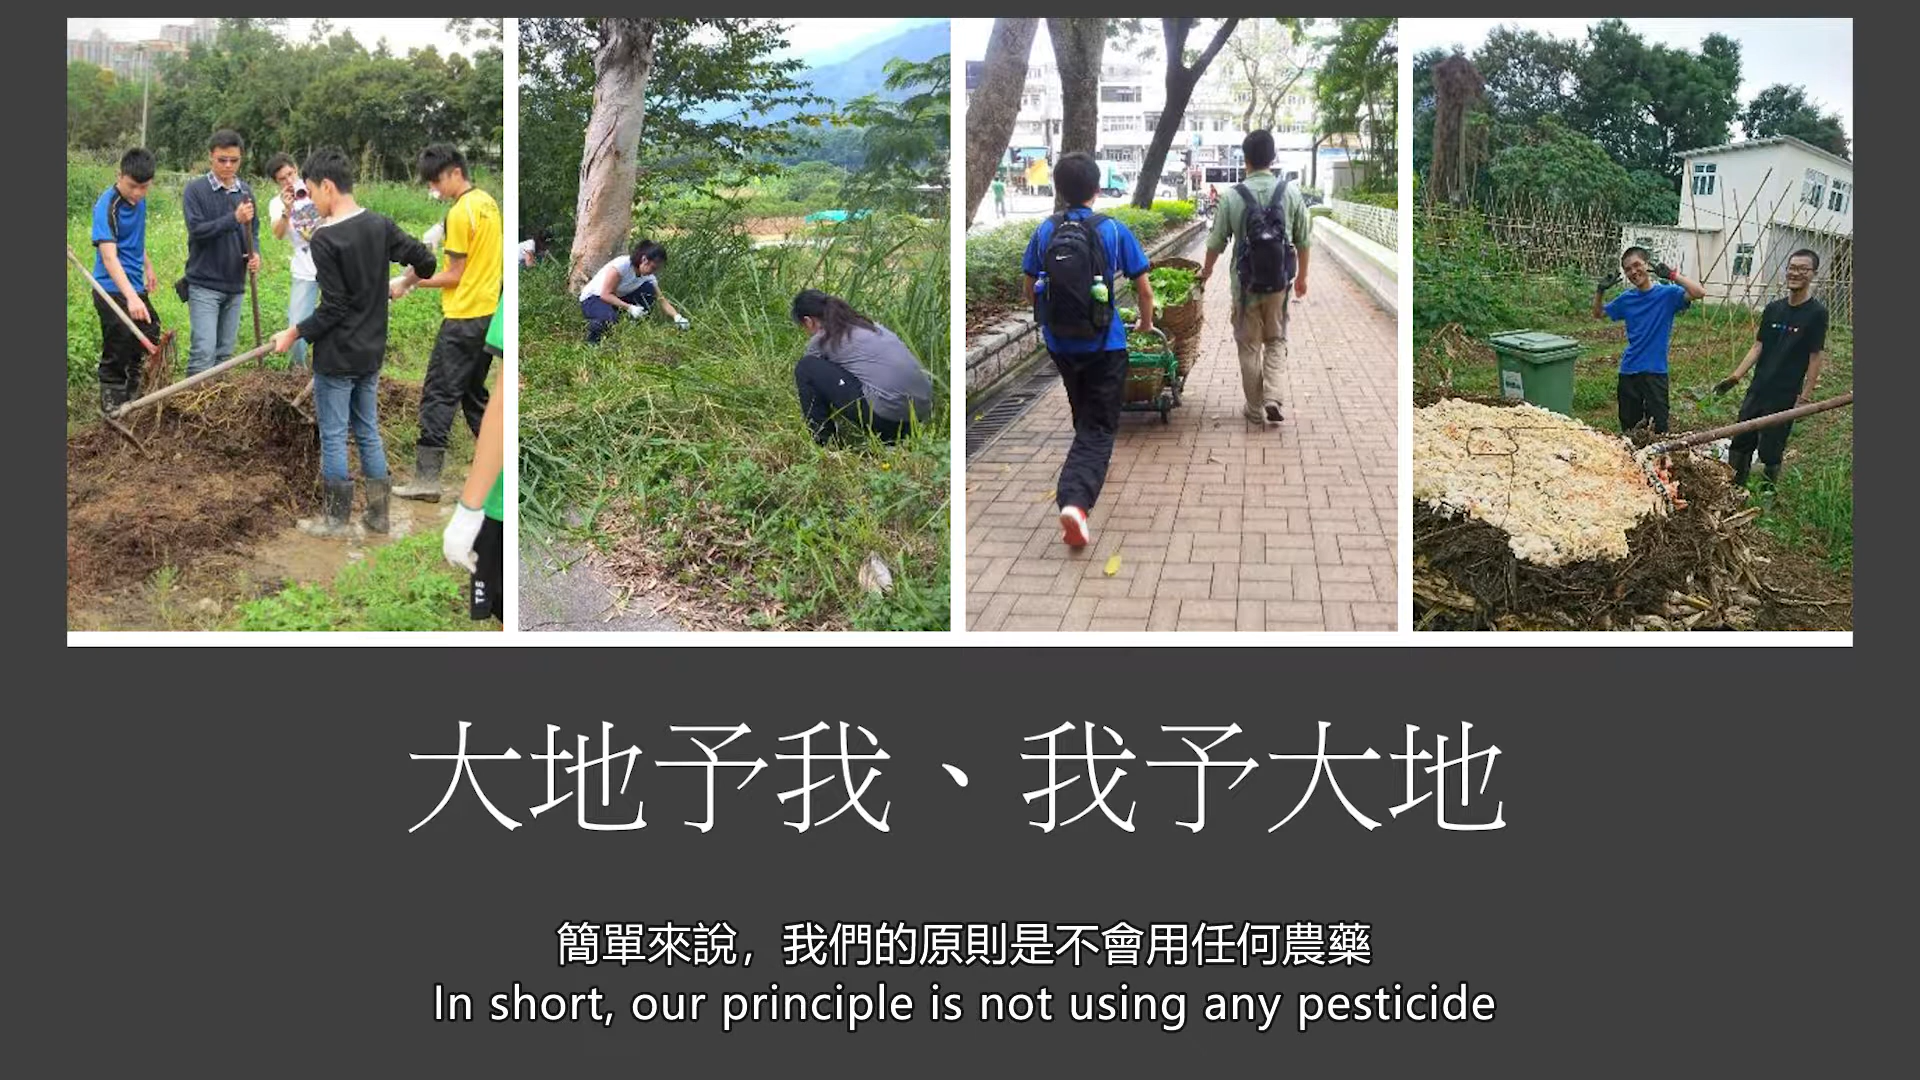 TPS
大地予我、我予大地
簡單來說，我們的原則是不會用任何農藥
In short, our principle is not using any pesticide